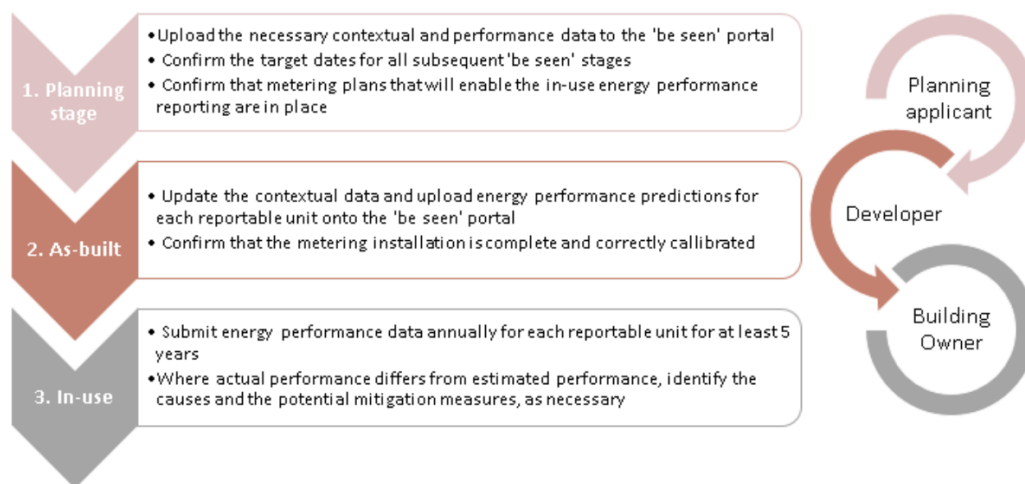 •Upload the necessary contextual and performance data to the 'be seen' portal
• Confirm the target dates for all subsequent 'be seen' stages
• Confirm that metering plans that will enable the in-use energy performance
reporting are in place
1. Planning
stage
Planning
applicant
• Update the contextual data and upload energy performance predictions for
each reportable unit onto the 'be seen' portal
• Confirm that the metering installation is complete and correctly callibrated
2. As-built
Developer
• Submit energy performance data annually for each reportable unit for at least 5
years
•Where actual performance differs from estimated performance, identify the
causes and the potential mitigation measures, as necessary
3. In-use
Building
Owner